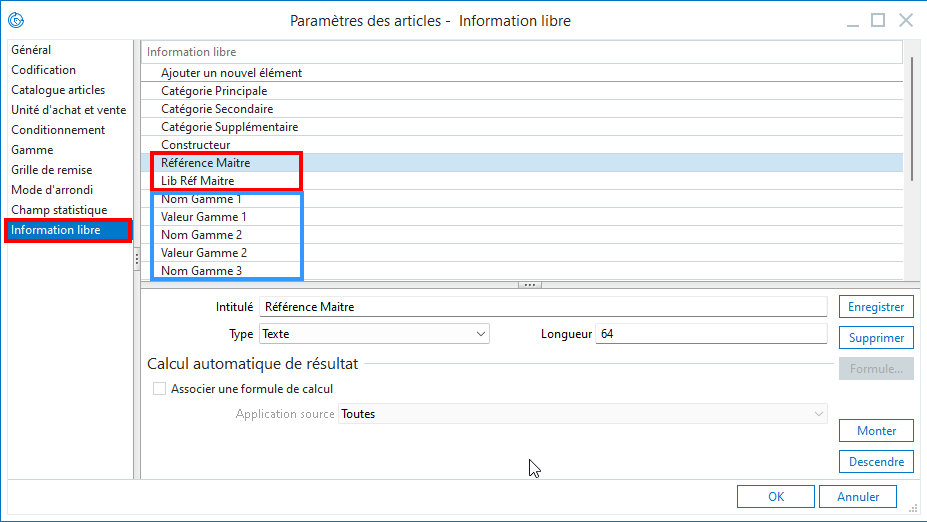 Paramètres des articles - Information libre
Général
Codification
Catalogue articles
Unité d'achat et vente
Conditionnement
Gamme
Grille de remise
Mode d'arrondi
Champ statistique
Information libre
Information libre
Ajouter un nouvel élément
Catégorie Principale
Catégorie Secondaire
Catégorie Supplémentaire
Constructeur
Référence Maitre
Lib Réf Maitre
Nom Gamme 1
Valeur Gamme 1
Nom Gamme 2
Valeur Gamme 2
Nom Gamme 3
Intitulé Référence Maitre Enregistrer
Type Texte Longueur 64 Supprimer
Calcul automatique de résultat Formule...
Associer une formule de calcul
Application source Toutes
Monter
Descendre
OK Annuler